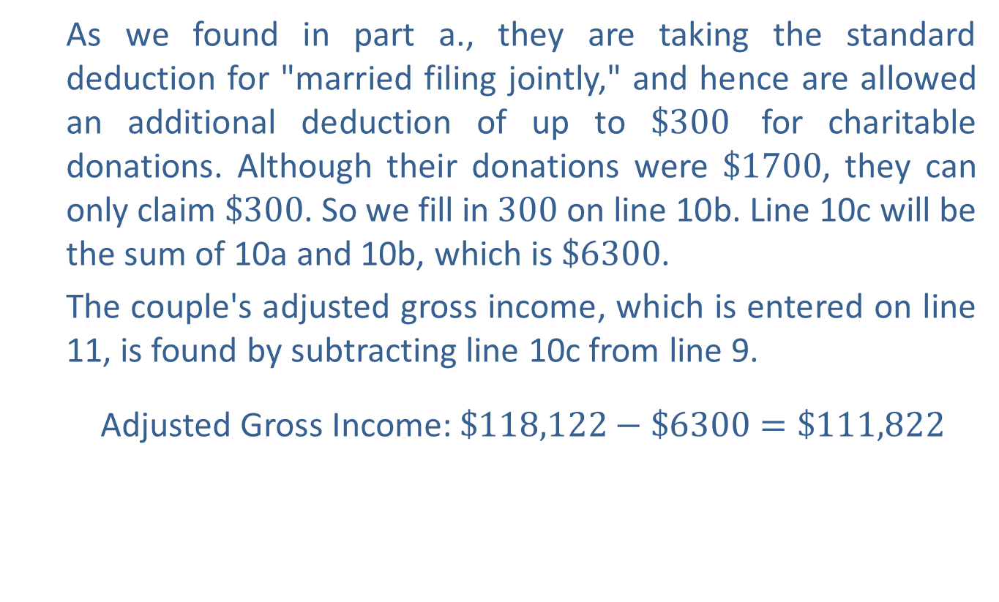 As we found in part a., they are taking the standard
deduction for "married filing jointly," and hence are allowed
an additional deduction of up to $300 for charitable
donations. Although their donations were $1700, they can
only claim $300. So we fill in 300 on line 10b. Line 10c will be
the sum of 10a and 10b, which is $6300.
The couple's adjusted gross income, which is entered on line
11, is found by subtracting line 10c from line 9.
Adjusted Gross Income: $118,122 − $6300 = $111,822